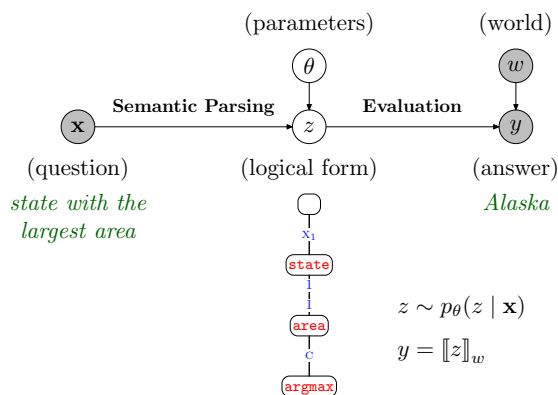 (parameters) (world)
θ w
Semantic Parsing Evaluation
x z y
(question) (logical form) (answer)
state with the Alaska
largest area
x₁
state
1
1
area
c
argmax
z ∼ pθ(z | x)
y = ⟦z⟧w